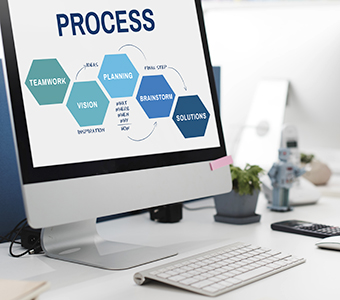 PROCESS
IDEAS
FINAL STEP
TEAMWORK
PLANNING
VISION
BRAINSTORM
SOLUTIONS
INSPIRATION
WHAT
WHERE
WHEN
WHY
HOW